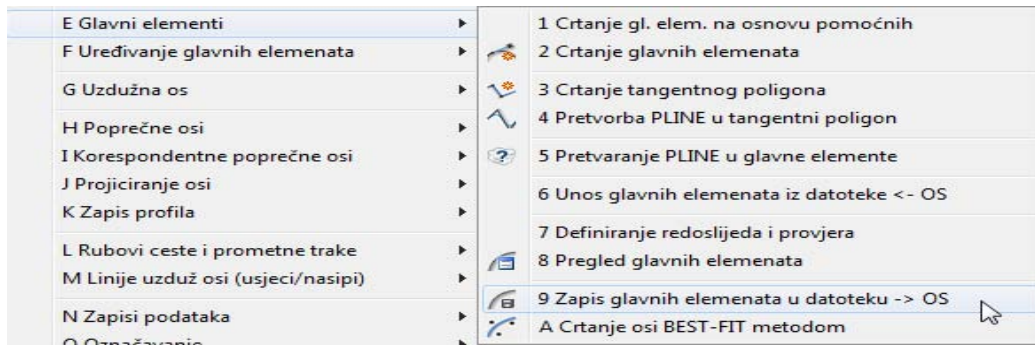 E Glavni elementi
F Uređivanje glavnih elemenata
G Uzdužna os
H Poprečne osi
I Korespondentne poprečne osi
J Projiciranje osi
K Zapis profila
L Rubovi ceste i prometne trake
M Linije uzduž osi (usjeci/nasipi)
N Zapisi podataka
O Označavanje
1 Crtanje gl. elem. na osnovu pomoćnih
2 Crtanje glavnih elemenata
3 Crtanje tangentnog poligona
4 Pretvorba PLINE u tangentni poligon
5 Pretvaranje PLINE u glavne elemente
6 Unos glavnih elemenata iz datoteke <- OS
7 Definiranje redoslijeda i provjera
8 Pregled glavnih elemenata
9 Zapis glavnih elemenata u datoteku -> OS
A Crtanje osi BEST-FIT metodom